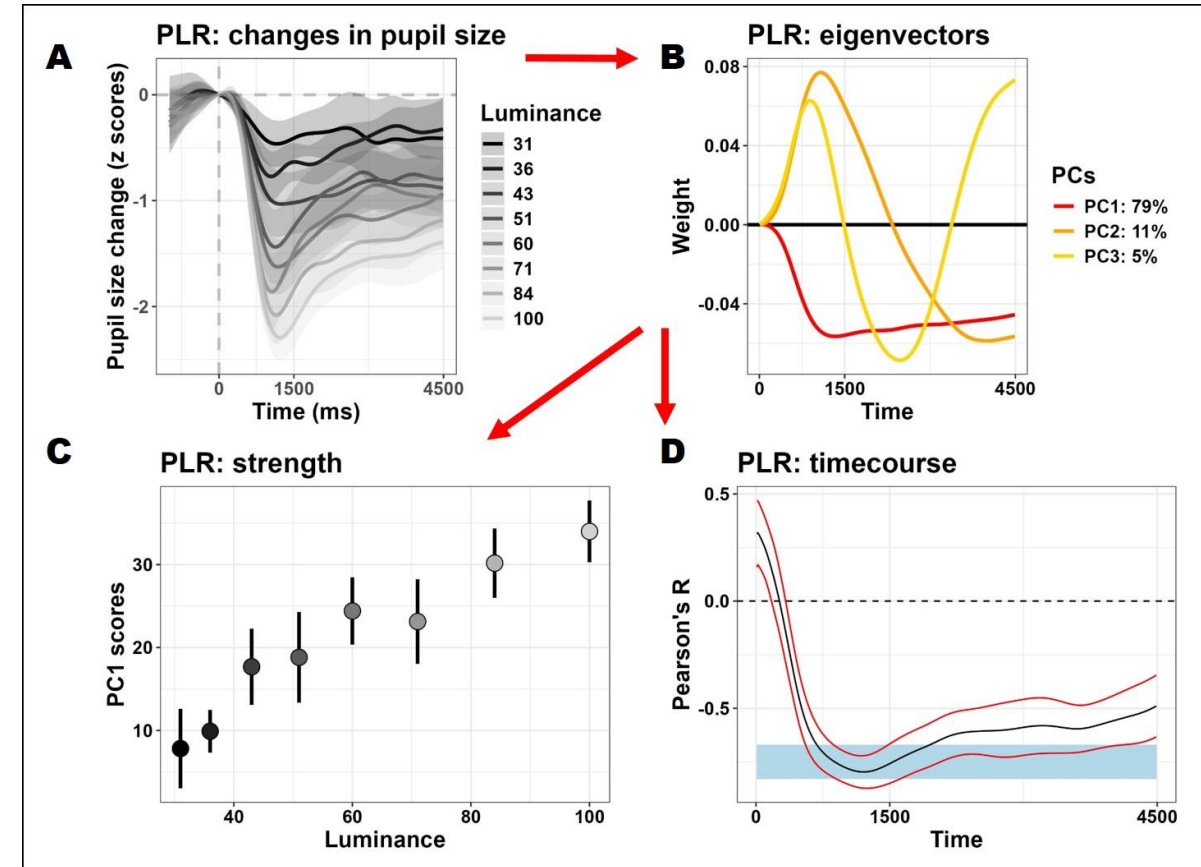 A
PLR: changes in pupil size
Pupil size change (z scores)
0
-1
-2
0
1500
4500
Time (ms)
Luminance
31
36
43
51
60
71
84
100
B
PLR: eigenvectors
Weight
0.08
0.04
0.00
-0.04
0
1500
4500
Time
PCs
PC1: 79%
PC2: 11%
PC3: 5%
C
PLR: strength
PC1 scores
30
20
10
40
60
80
100
Luminance
D
PLR: timecourse
Pearson's R
0.5
0.0
-0.5
0
1500
4500
Time